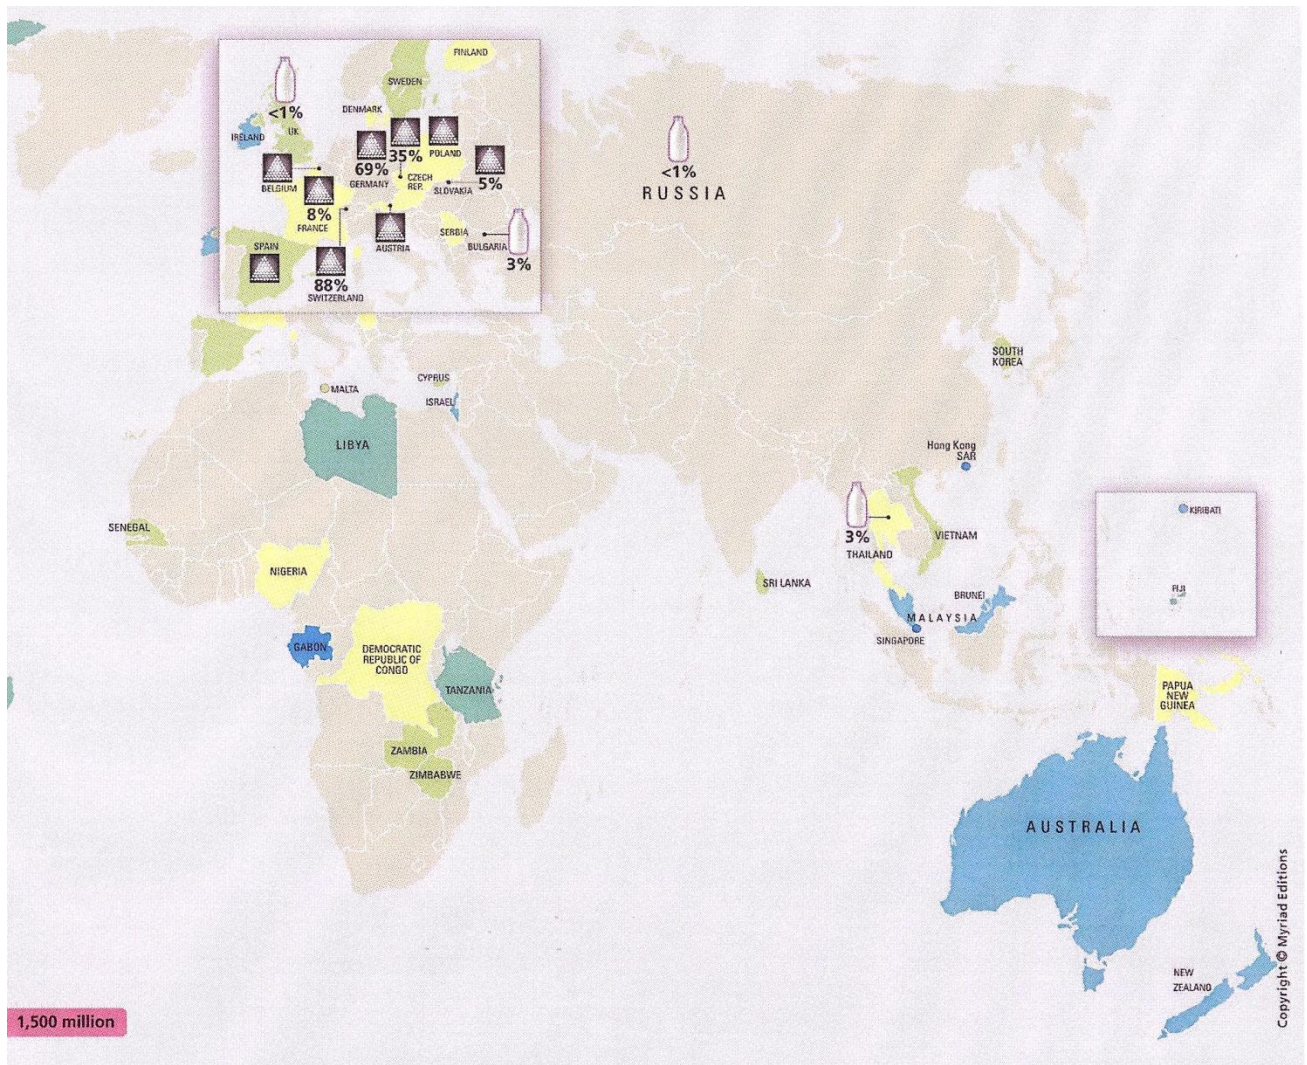 FINLAND
SWEDEN
<1%
DENMARK
IRELAND
UK
35%
POLAND
69%
GERMANY
CZECH
REP.
SLOVAKIA
5%
BELGIUM
8%
FRANCE
AUSTRIA
SERBIA
BULGARIA
3%
SPAIN
88%
SWITZERLAND
<1%
RUSSIA
SOUTH
KOREA
MALTA
CYPRUS
ISRAEL
LIBYA
Hong Kong
SAR
SENEGAL
NIGERIA
3%
THAILAND
VIETNAM
SRI LANKA
KIRIBATI
FIJI
BRUNEI
MALAYSIA
SINGAPORE
GABON
DEMOCRATIC
REPUBLIC OF
CONGO
TANZANIA
PAPUA
NEW
GUINEA
ZAMBIA
ZIMBABWE
AUSTRALIA
NEW
ZEALAND
Copyright © Myriad Editions
1,500 million